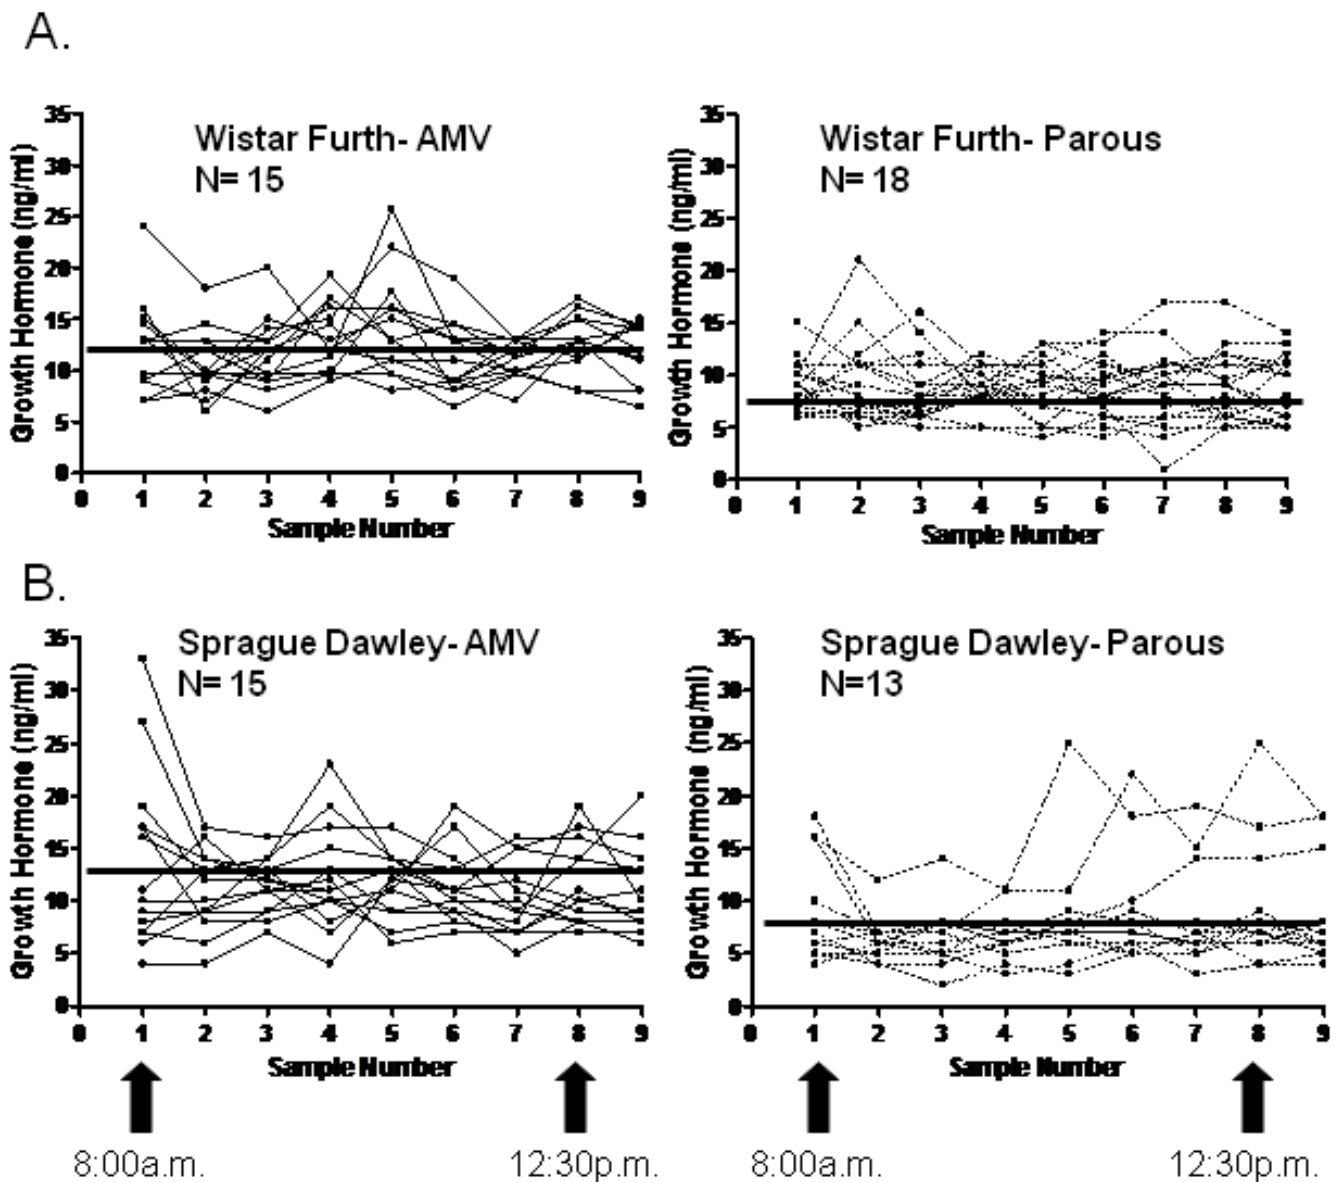 A.
Wistar Furth- AMV
N= 15
Growth Hormone (ng/ml)
35
30
25
20
15
10
5
0
0 1 2 3 4 5 6 7 8 9
Sample Number
Wistar Furth- Parous
N= 18
Growth Hormone (ng/ml)
35
30
25
20
15
10
5
0
0 1 2 3 4 5 6 7 8 9
Sample Number
B.
Sprague Dawley- AMV
N= 15
Growth Hormone (ng/ml)
35
30
25
20
15
10
5
0
0 1 2 3 4 5 6 7 8 9
Sample Number
8:00a.m. 12:30p.m.
Sprague Dawley- Parous
N=13
Growth Hormone (ng/ml)
35
30
25
20
15
10
5
0
0 1 2 3 4 5 6 7 8 9
Sample Number
8:00a.m. 12:30p.m.